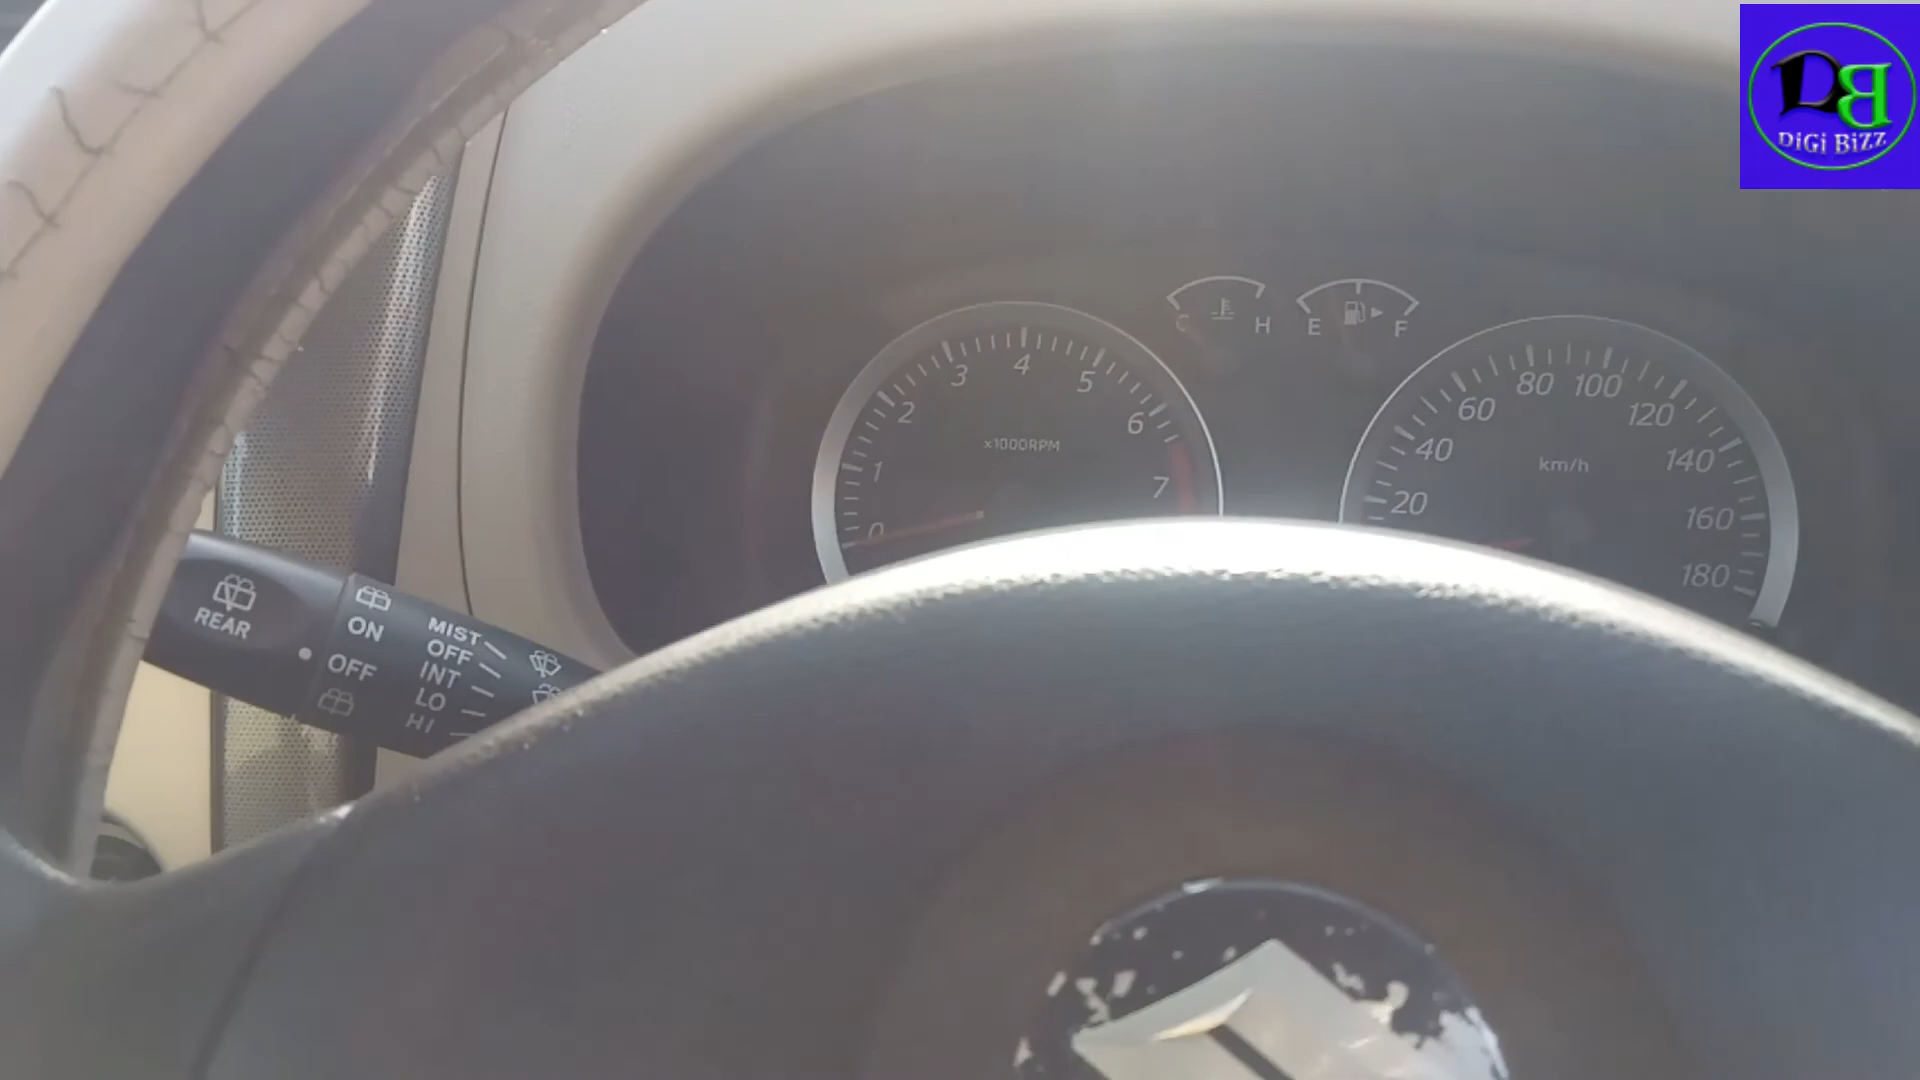 DB
DiGi BiZZ
C H
E F
0 1 2 3 4 5 6 7
x1000RPM
20 40 60 80 100 120 140 160 180
km/h
REAR
ON
OFF
MIST
OFF
INT
LO
HI